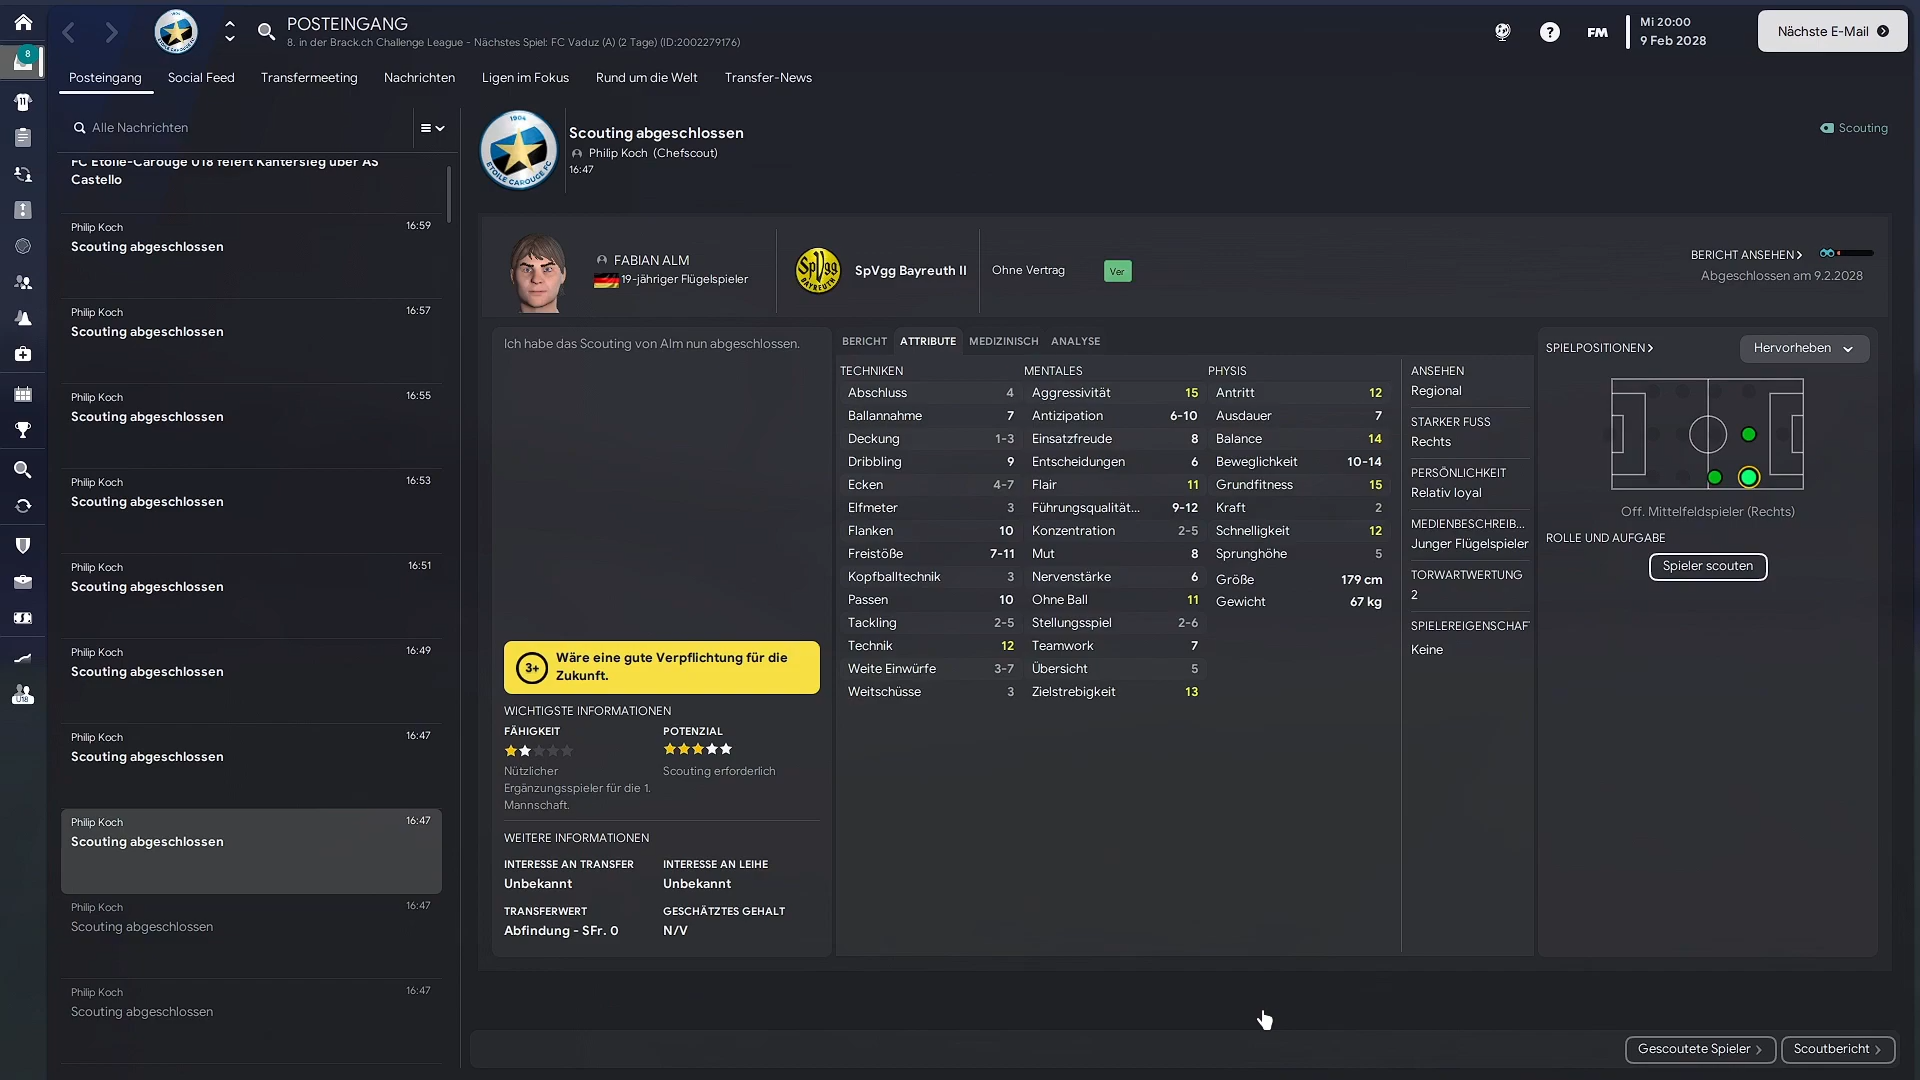 8
POSTEINGANG
8. in der Brack.ch Challenge League - Nächstes Spiel: FC Vaduz (A) (2 Tage) (ID:2002279176)
FM
Mi 20:00
9 Feb 2028
Nächste E-Mail
Posteingang
Social Feed
Transfermeeting
Nachrichten
Ligen im Fokus
Rund um die Welt
Transfer-News
Alle Nachrichten
FC Etoile-Carouge U18 feiert Kantersieg über AS
Castello
Philip Koch 16:59
Scouting abgeschlossen
Philip Koch 16:57
Scouting abgeschlossen
Philip Koch 16:55
Scouting abgeschlossen
Philip Koch 16:53
Scouting abgeschlossen
Philip Koch 16:51
Scouting abgeschlossen
Philip Koch 16:49
Scouting abgeschlossen
Philip Koch 16:47
Scouting abgeschlossen
Philip Koch 16:47
Scouting abgeschlossen
Philip Koch 16:47
Scouting abgeschlossen
Philip Koch 16:47
Scouting abgeschlossen
U18
1904
ETOILE CAROUGE FC
Scouting abgeschlossen
Philip Koch (Chefscout)
16:47
Scouting
FABIAN ALM
19-jähriger Flügelspieler
SpVgg
BAYREUTH
SpVgg Bayreuth II
Ohne Vertrag
Ver
BERICHT ANSEHEN
Abgeschlossen am 9.2.2028
Ich habe das Scouting von Alm nun abgeschlossen.
3+
Wäre eine gute Verpflichtung für die
Zukunft.
WICHTIGSTE INFORMATIONEN
FÄHIGKEIT
POTENZIAL
Nützlicher
Ergänzungsspieler für die 1.
Mannschaft.
Scouting erforderlich
WEITERE INFORMATIONEN
INTERESSE AN TRANSFER
Unbekannt
INTERESSE AN LEIHE
Unbekannt
TRANSFERWERT
Abfindung - SFr. 0
GESCHÄTZTES GEHALT
N/V
BERICHT
ATTRIBUTE
MEDIZINISCH
ANALYSE
TECHNIKEN
Abschluss 4
Ballannahme 7
Deckung 1-3
Dribbling 9
Ecken 4-7
Elfmeter 3
Flanken 10
Freistöße 7-11
Kopfballtechnik 3
Passen 10
Tackling 2-5
Technik 12
Weite Einwürfe 3-7
Weitschüsse 3
MENTALES
Aggressivität 15
Antizipation 6-10
Einsatzfreude 8
Entscheidungen 6
Flair 11
Führungsqualität... 9-12
Konzentration 2-5
Mut 8
Nervenstärke 6
Ohne Ball 11
Stellungsspiel 2-6
Teamwork 7
Übersicht 5
Zielstrebigkeit 13
PHYSIS
Antritt 12
Ausdauer 7
Balance 14
Beweglichkeit 10-14
Grundfitness 15
Kraft 2
Schnelligkeit 12
Sprunghöhe 5
Größe 179 cm
Gewicht 67 kg
ANSEHEN
Regional
STARKER FUSS
Rechts
PERSÖNLICHKEIT
Relativ loyal
MEDIENBESCHREIB...
Junger Flügelspieler
TORWARTWERTUNG
2
SPIELEREIGENSCHAF
Keine
SPIELPOSITIONEN
Hervorheben
Off. Mittelfeldspieler (Rechts)
ROLLE UND AUFGABE
Spieler scouten
Gescoutete Spieler
Scoutbericht